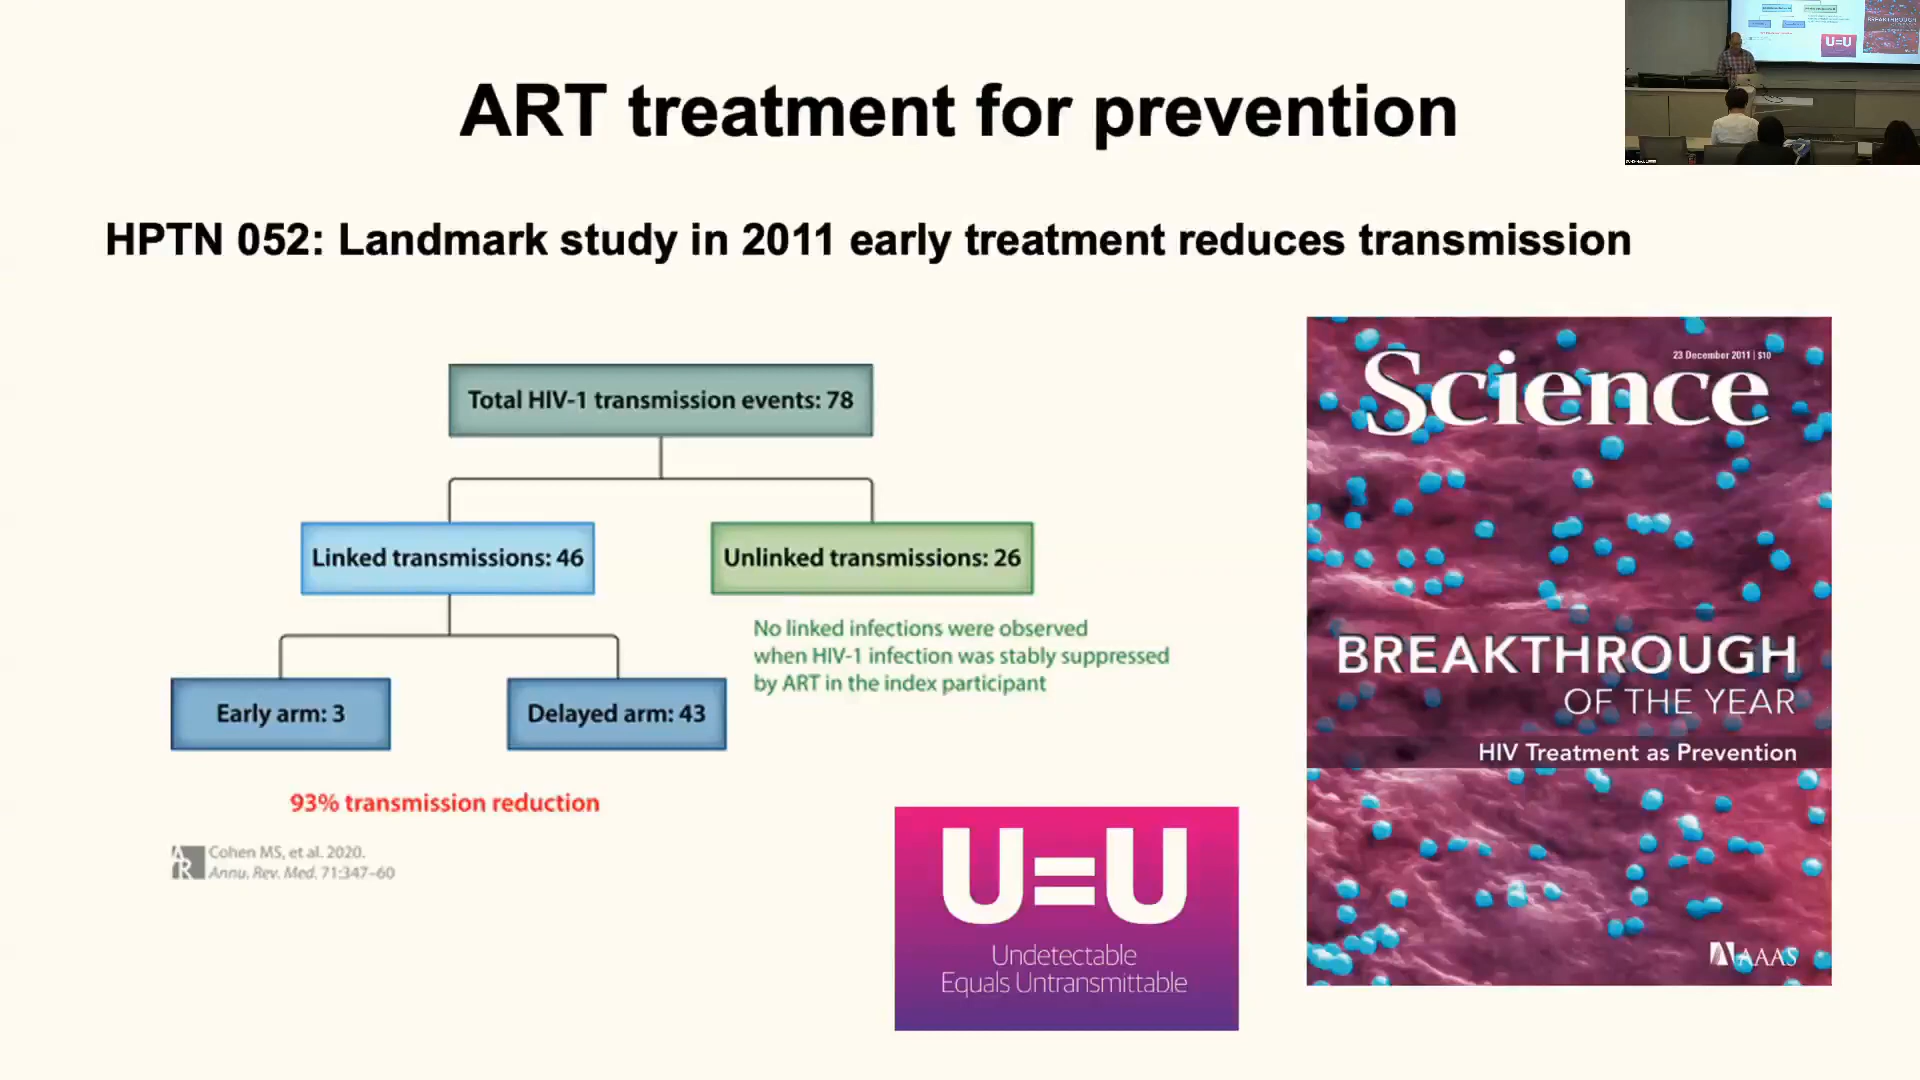 ART treatment for prevention
HPTN 052: Landmark study in 2011 early treatment reduces transmission
Total HIV-1 transmission events: 78
Linked transmissions: 46
Unlinked transmissions: 26
No linked infections were observed
when HIV-1 infection was stably suppressed
by ART in the index participant
Early arm: 3
Delayed arm: 43
93% transmission reduction
AR
Cohen MS, et al. 2020.
Annu. Rev. Med. 71:347–60
U=U
Undetectable
Equals Untransmittable
23 December 2011 | $10
Science
BREAKTHROUGH
OF THE YEAR
HIV Treatment as Prevention
AAAS
U=U
BREAKTHROUGH